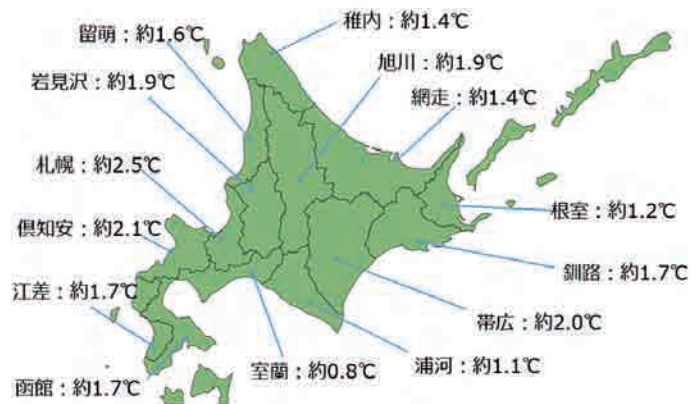 稚内：約1.4℃
留萌：約1.6℃
旭川：約1.9℃
岩見沢：約1.9℃
網走：約1.4℃
札幌：約2.5℃
根室：約1.2℃
倶知安：約2.1℃
釧路：約1.7℃
江差：約1.7℃
帯広：約2.0℃
浦河：約1.1℃
室蘭：約0.8℃
函館：約1.7℃